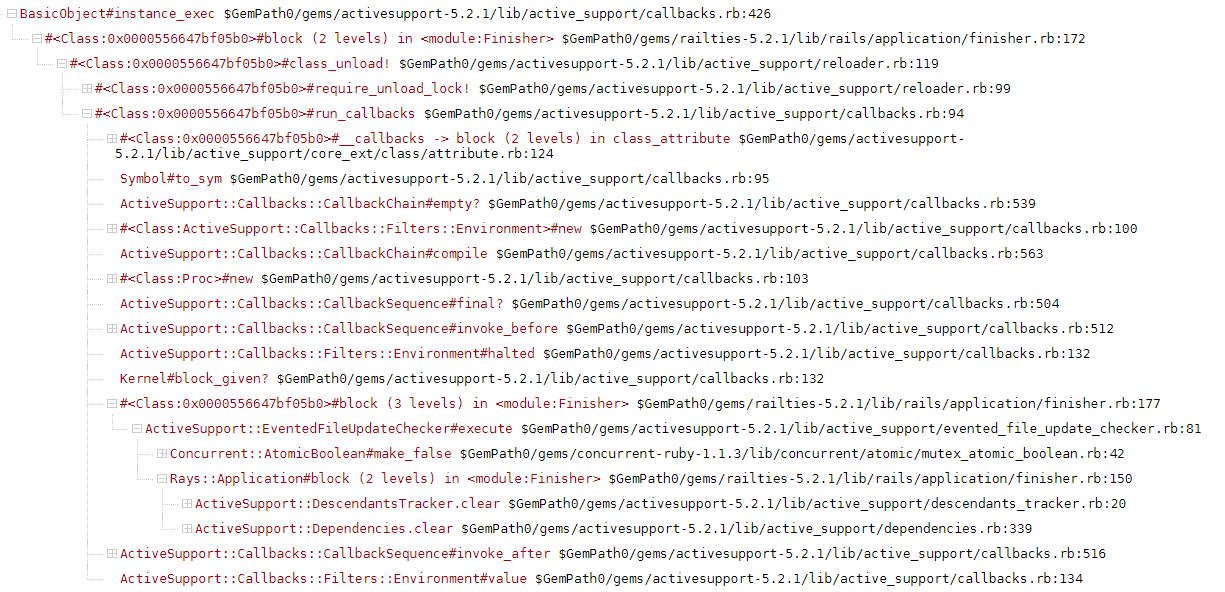 BasicObject#instance_exec $GemPath0/gems/activesupport-5.2.1/lib/active_support/callbacks.rb:426
#<Class:0x0000556647bf05b0>#block (2 levels) in <module:Finisher> $GemPath0/gems/railties-5.2.1/lib/rails/application/finisher.rb:172
#<Class:0x0000556647bf05b0>#class_unload! $GemPath0/gems/activesupport-5.2.1/lib/active_support/reloader.rb:119
#<Class:0x0000556647bf05b0>#require_unload_lock! $GemPath0/gems/activesupport-5.2.1/lib/active_support/reloader.rb:99
#<Class:0x0000556647bf05b0>#run_callbacks $GemPath0/gems/activesupport-5.2.1/lib/active_support/callbacks.rb:94
#<Class:0x0000556647bf05b0>#__callbacks -> block (2 levels) in class_attribute $GemPath0/gems/activesupport-
5.2.1/lib/active_support/core_ext/class/attribute.rb:124
Symbol#to_sym $GemPath0/gems/activesupport-5.2.1/lib/active_support/callbacks.rb:95
ActiveSupport::Callbacks::CallbackChain#empty? $GemPath0/gems/activesupport-5.2.1/lib/active_support/callbacks.rb:539
#<Class:ActiveSupport::Callbacks::Filters::Environment>#new $GemPath0/gems/activesupport-5.2.1/lib/active_support/callbacks.rb:100
ActiveSupport::Callbacks::CallbackChain#compile $GemPath0/gems/activesupport-5.2.1/lib/active_support/callbacks.rb:563
#<Class:Proc>#new $GemPath0/gems/activesupport-5.2.1/lib/active_support/callbacks.rb:103
ActiveSupport::Callbacks::CallbackSequence#final? $GemPath0/gems/activesupport-5.2.1/lib/active_support/callbacks.rb:504
ActiveSupport::Callbacks::CallbackSequence#invoke_before $GemPath0/gems/activesupport-5.2.1/lib/active_support/callbacks.rb:512
ActiveSupport::Callbacks::Filters::Environment#halted $GemPath0/gems/activesupport-5.2.1/lib/active_support/callbacks.rb:132
Kernel#block_given? $GemPath0/gems/activesupport-5.2.1/lib/active_support/callbacks.rb:132
#<Class:0x0000556647bf05b0>#block (3 levels) in <module:Finisher> $GemPath0/gems/railties-5.2.1/lib/rails/application/finisher.rb:177
ActiveSupport::EventedFileUpdateChecker#execute $GemPath0/gems/activesupport-5.2.1/lib/active_support/evented_file_update_checker.rb:81
Concurrent::AtomicBoolean#make_false $GemPath0/gems/concurrent-ruby-1.1.3/lib/concurrent/atomic/mutex_atomic_boolean.rb:42
Rays::Application#block (2 levels) in <module:Finisher> $GemPath0/gems/railties-5.2.1/lib/rails/application/finisher.rb:150
ActiveSupport::DescendantsTracker.clear $GemPath0/gems/activesupport-5.2.1/lib/active_support/descendants_tracker.rb:20
ActiveSupport::Dependencies.clear $GemPath0/gems/activesupport-5.2.1/lib/active_support/dependencies.rb:339
ActiveSupport::Callbacks::CallbackSequence#invoke_after $GemPath0/gems/activesupport-5.2.1/lib/active_support/callbacks.rb:516
ActiveSupport::Callbacks::Filters::Environment#value $GemPath0/gems/activesupport-5.2.1/lib/active_support/callbacks.rb:134